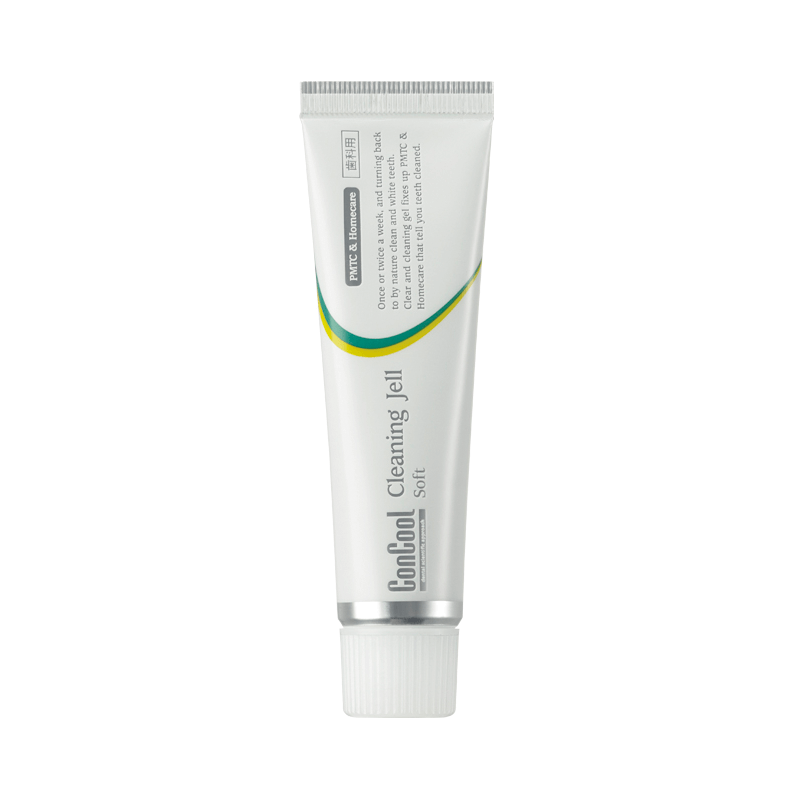 ConCool
Cleaning Jell
Soft
PMTC & Homecare
歯科用
Once or twice a week, and turning back
to by nature clean and white teeth.
Clear and cleaning gel fixes up PMTC &
Homecare that tell you teeth cleaned.